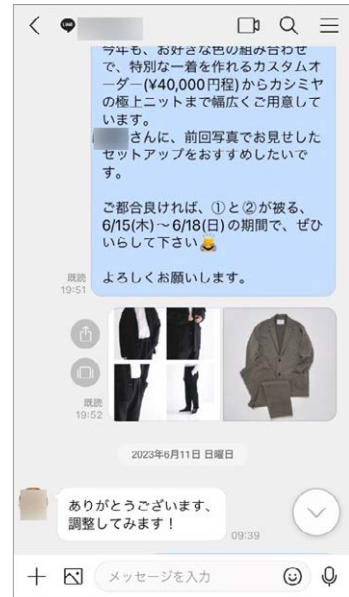 今年も、お好きな色の組み合わせ
で、特別な一着を作れるカスタムオ
ーダー(¥40,000円程)からカシミヤ
の極上ニットまで幅広くご用意して
います。
さんに、前回写真でお見せした
セットアップをおすすめしたいで
す。
ご都合良ければ、①と②が被る、
6/15(木)~6/18(日)の期間で、ぜひ
いらして下さい🙇
よろしくお願いします。
既読
19:51
既読
19:52
2023年6月11日 日曜日
ありがとうございます、
調整してみます！
09:39
メッセージを入力